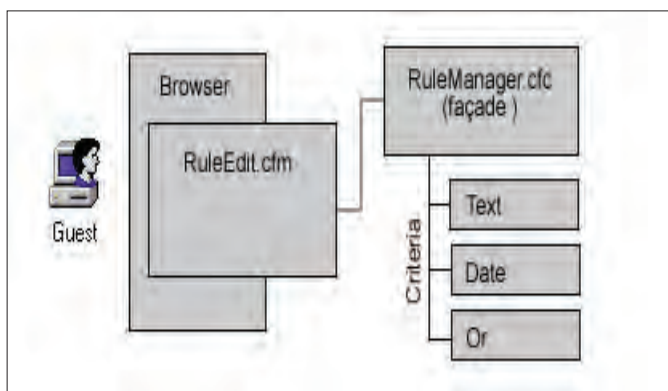 Browser
RuleEdit.cfm
Guest
RuleManager.cfc
(façade )
Criteria
Text
Date
Or